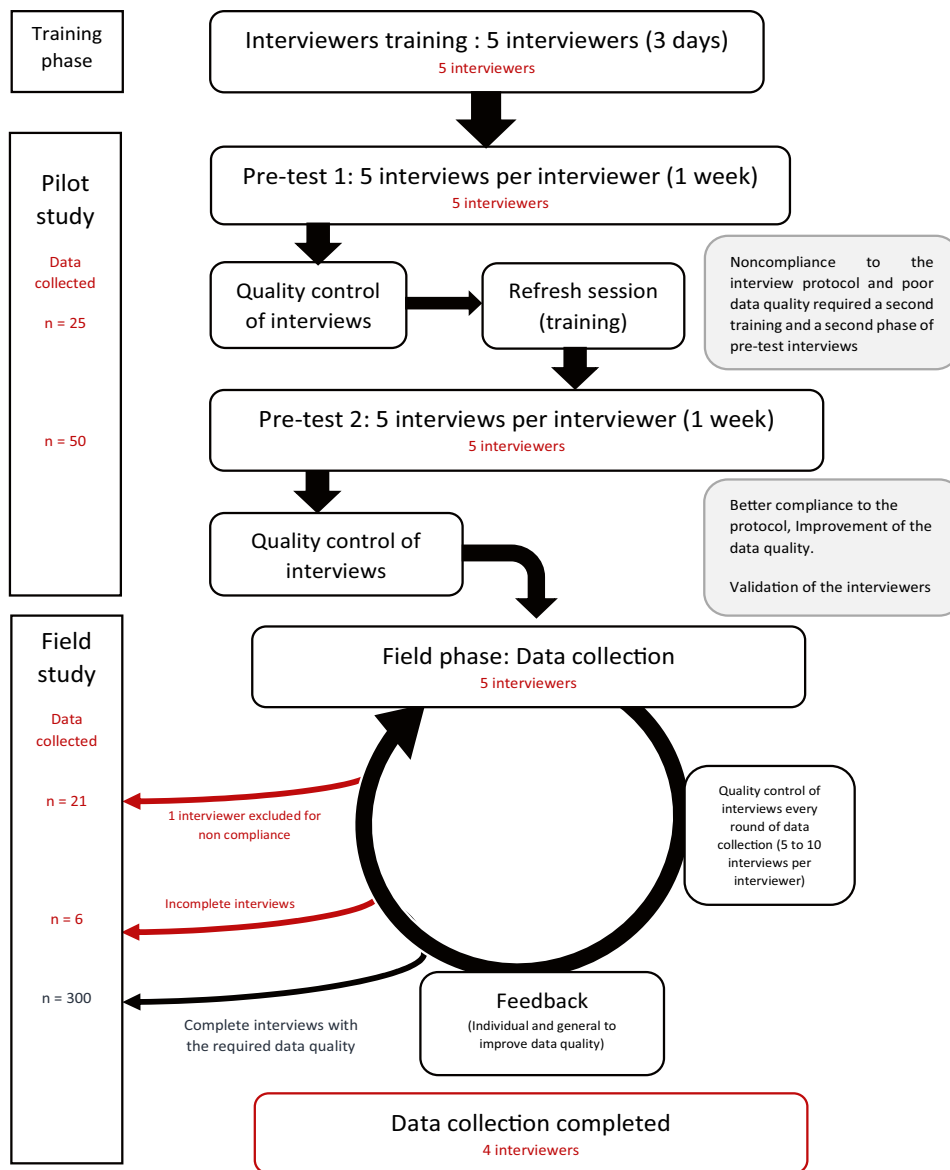 Training
phase
Interviewers training : 5 interviewers (3 days)
5 interviewers
Pilot
study
Data
collected
n = 25
n = 50
Pre-test 1: 5 interviews per interviewer (1 week)
5 interviewers
Quality control
of interviews
Refresh session
(training)
Noncompliance to the
interview protocol and poor
data quality required a second
training and a second phase of
pre-test interviews
Pre-test 2: 5 interviews per interviewer (1 week)
5 interviewers
Quality control of
interviews
Better compliance to the
protocol, Improvement of the
data quality.
Validation of the interviewers
Field
study
Data
collected
n = 21
n = 6
n = 300
Field phase: Data collection
5 interviewers
1 interviewer excluded for
non compliance
Incomplete interviews
Complete interviews with
the required data quality
Quality control of
interviews every
round of data
collection (5 to 10
interviews per
interviewer)
Feedback
(Individual and general to
improve data quality)
Data collection completed
4 interviewers